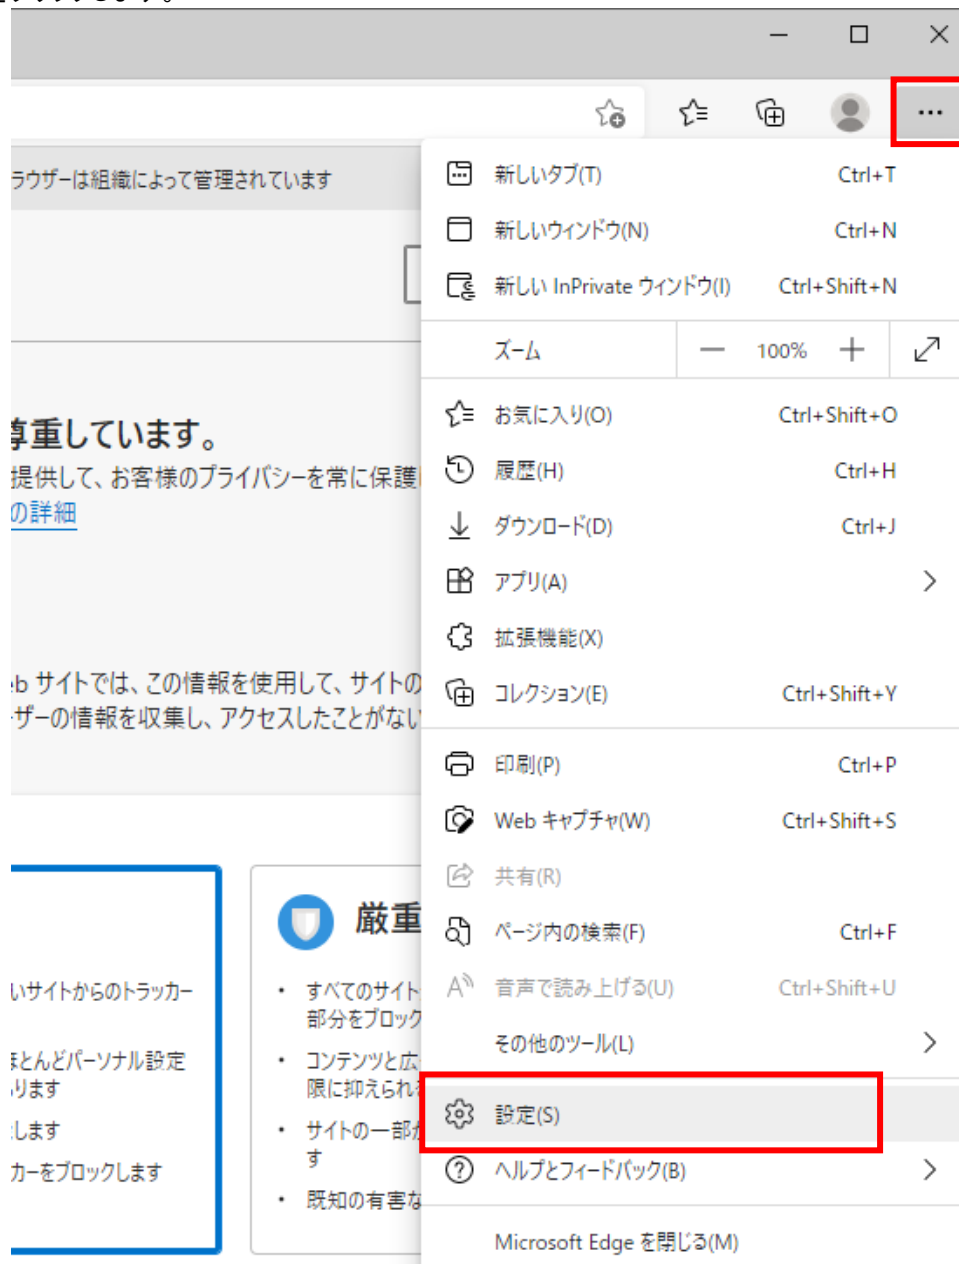 クリックします。
ラウザーは組織によって管理されています
尊重しています。
提供して、お客様のプライバシーを常に保護
の詳細
eb サイトでは、この情報を使用して、サイトの
ーザーの情報を収集し、アクセスしたことがない
いサイトからのトラッカー
ほとんどパーソナル設定
ります
します
カーをブロックします
厳重
• すべてのサイト
部分をブロック
• コンテンツと広
限に抑えられ
• サイトの一部が
す
• 既知の有害な
新しいタブ(T) Ctrl+T
新しいウィンドウ(N) Ctrl+N
新しい InPrivate ウィンドウ(I) Ctrl+Shift+N
ズーム — 100% +
お気に入り(O) Ctrl+Shift+O
履歴(H) Ctrl+H
ダウンロード(D) Ctrl+J
アプリ(A)
拡張機能(X)
コレクション(E) Ctrl+Shift+Y
印刷(P) Ctrl+P
Web キャプチャ(W) Ctrl+Shift+S
共有(R)
ページ内の検索(F) Ctrl+F
音声で読み上げる(U) Ctrl+Shift+U
その他のツール(L)
設定(S)
ヘルプとフィードバック(B)
Microsoft Edge を閉じる(M)